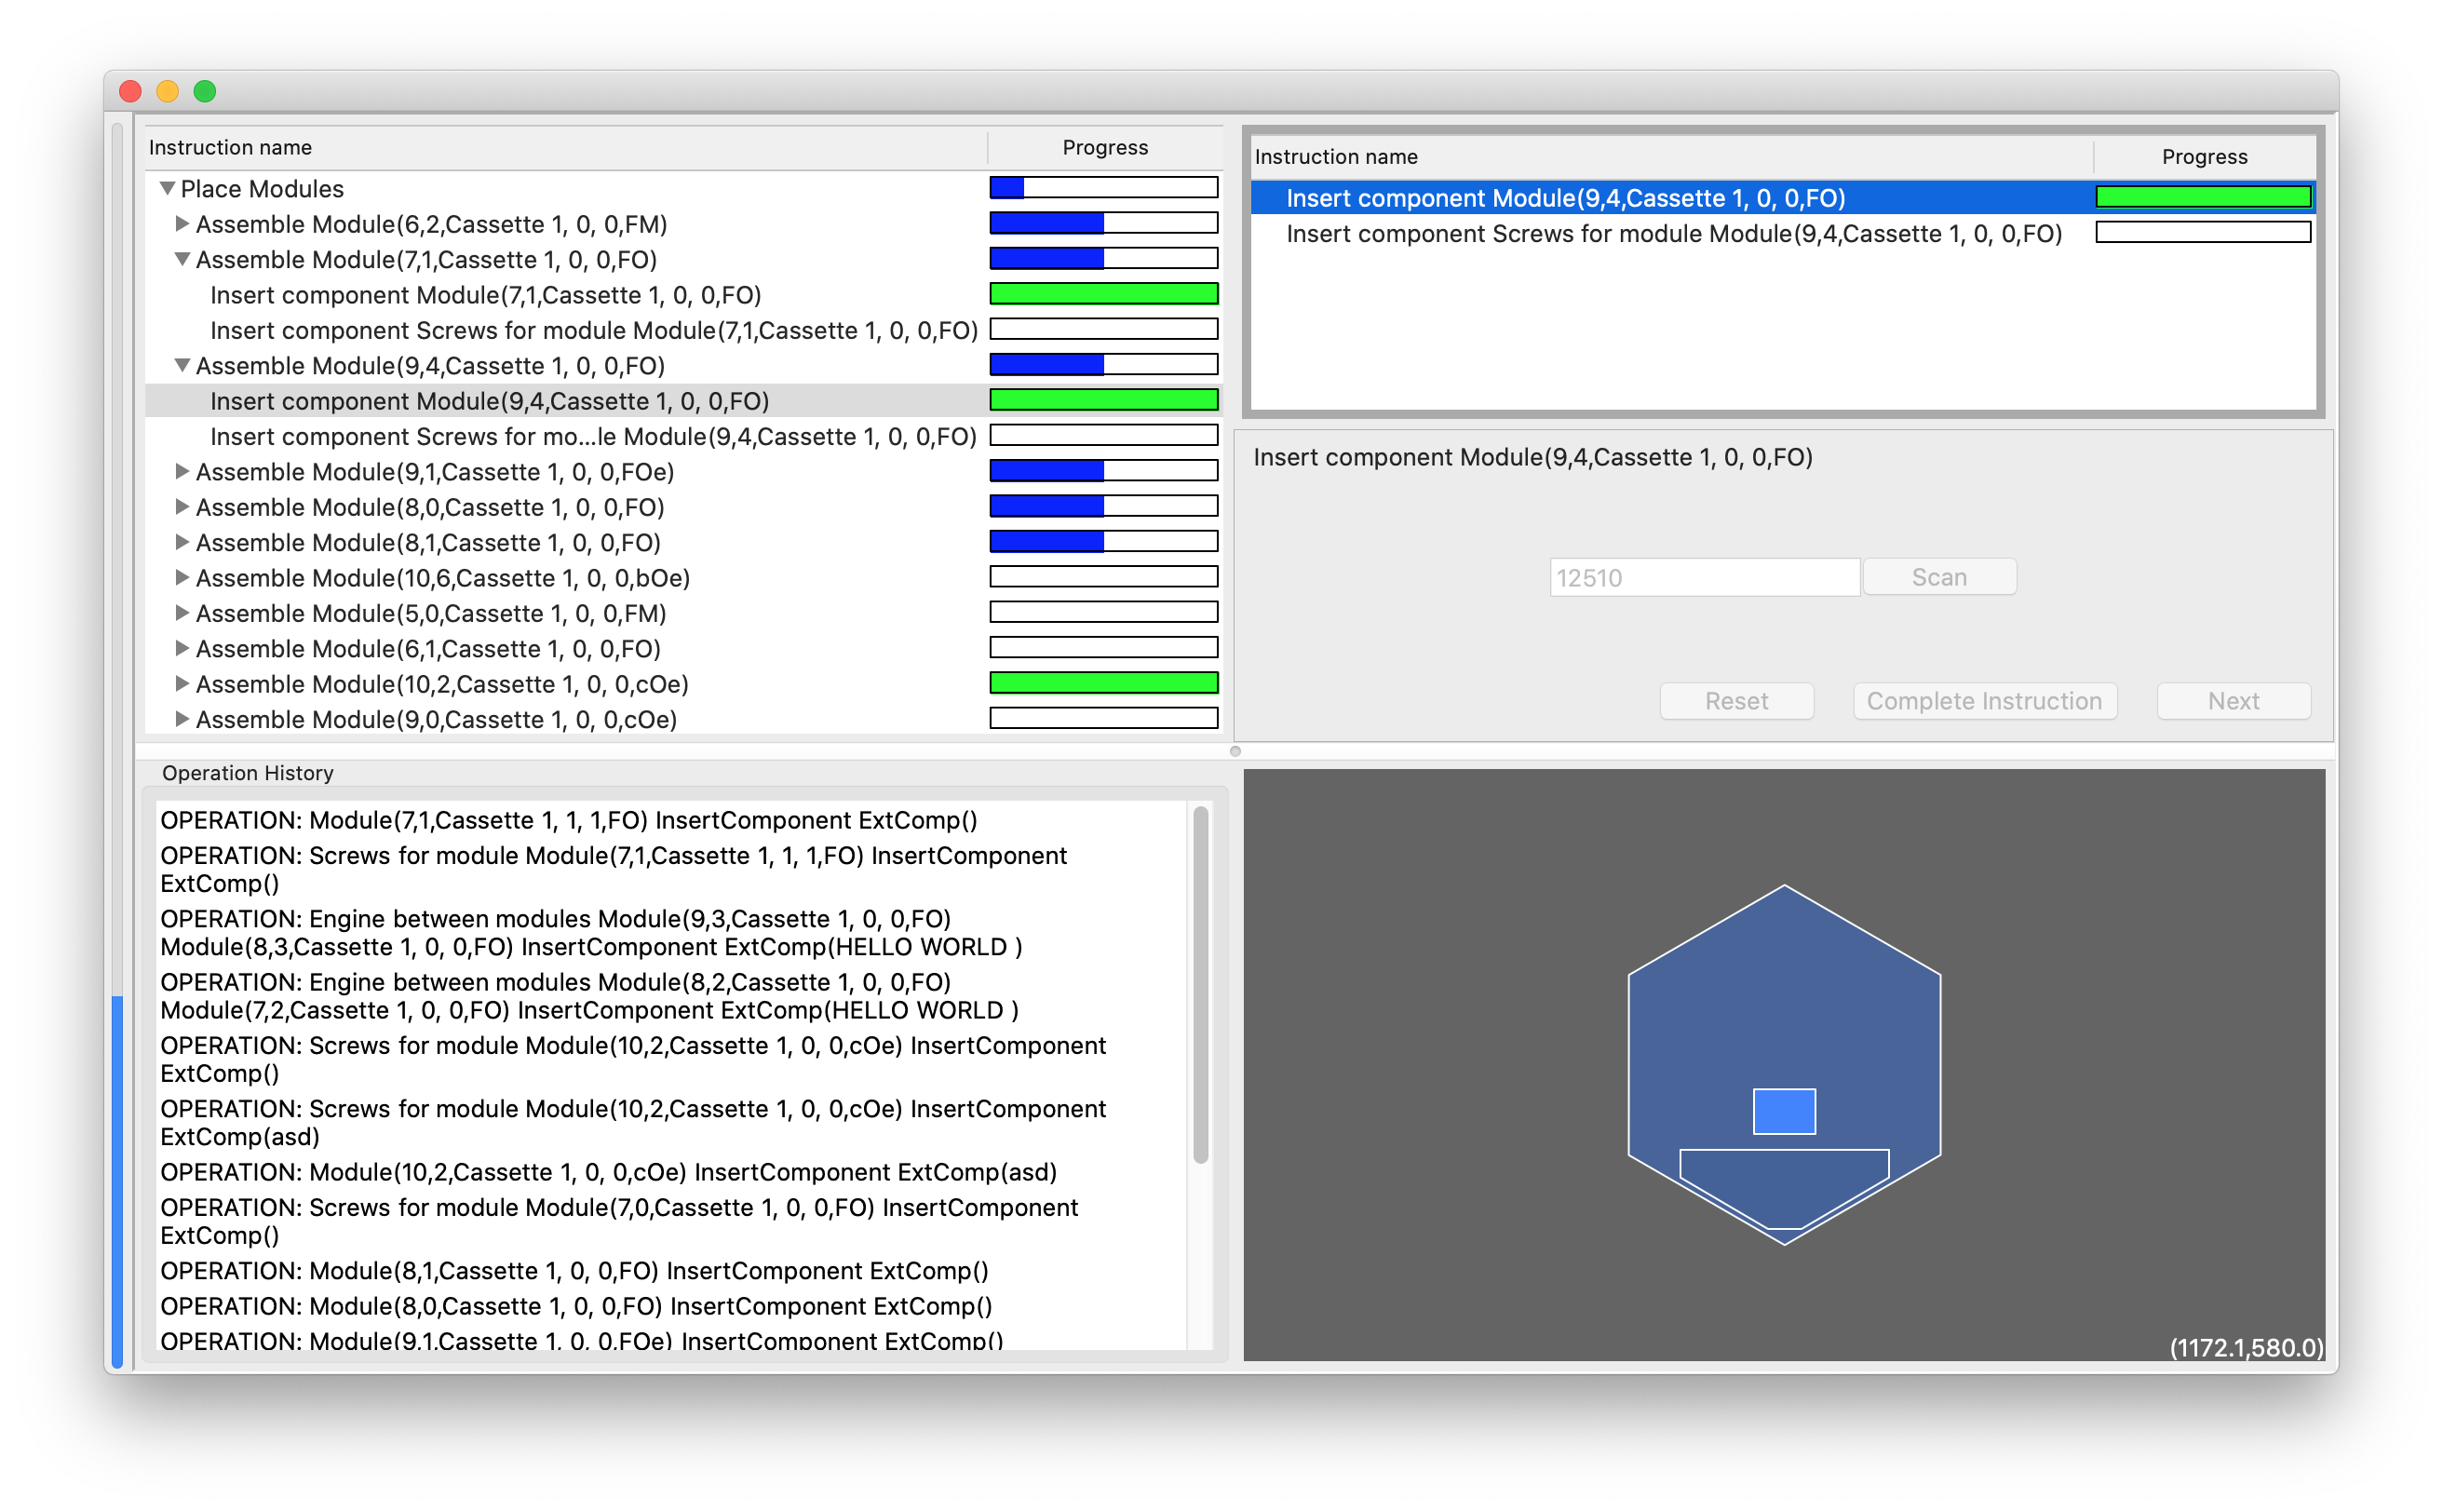 Instruction name
Progress
Place Modules
Assemble Module(6,2,Cassette 1, 0, 0,FM)
Assemble Module(7,1,Cassette 1, 0, 0,FO)
Insert component Module(7,1,Cassette 1, 0, 0,FO)
Insert component Screws for module Module(7,1,Cassette 1, 0, 0,FO)
Assemble Module(9,4,Cassette 1, 0, 0,FO)
Insert component Module(9,4,Cassette 1, 0, 0,FO)
Insert component Screws for mo...le Module(9,4,Cassette 1, 0, 0,FO)
Assemble Module(9,1,Cassette 1, 0, 0,FOe)
Assemble Module(8,0,Cassette 1, 0, 0,FO)
Assemble Module(8,1,Cassette 1, 0, 0,FO)
Assemble Module(10,6,Cassette 1, 0, 0,bOe)
Assemble Module(5,0,Cassette 1, 0, 0,FM)
Assemble Module(6,1,Cassette 1, 0, 0,FO)
Assemble Module(10,2,Cassette 1, 0, 0,cOe)
Assemble Module(9,0,Cassette 1, 0, 0,cOe)
Instruction name
Progress
Insert component Module(9,4,Cassette 1, 0, 0,FO)
Insert component Screws for module Module(9,4,Cassette 1, 0, 0,FO)
Insert component Module(9,4,Cassette 1, 0, 0,FO)
12510
Scan
Reset
Complete Instruction
Next
Operation History
OPERATION: Module(7,1,Cassette 1, 1, 1,FO) InsertComponent ExtComp()
OPERATION: Screws for module Module(7,1,Cassette 1, 1, 1,FO) InsertComponent
ExtComp()
OPERATION: Engine between modules Module(9,3,Cassette 1, 0, 0,FO)
Module(8,3,Cassette 1, 0, 0,FO) InsertComponent ExtComp(HELLO WORLD )
OPERATION: Engine between modules Module(8,2,Cassette 1, 0, 0,FO)
Module(7,2,Cassette 1, 0, 0,FO) InsertComponent ExtComp(HELLO WORLD )
OPERATION: Screws for module Module(10,2,Cassette 1, 0, 0,cOe) InsertComponent
ExtComp()
OPERATION: Screws for module Module(10,2,Cassette 1, 0, 0,cOe) InsertComponent
ExtComp(asd)
OPERATION: Module(10,2,Cassette 1, 0, 0,cOe) InsertComponent ExtComp(asd)
OPERATION: Screws for module Module(7,0,Cassette 1, 0, 0,FO) InsertComponent
ExtComp()
OPERATION: Module(8,1,Cassette 1, 0, 0,FO) InsertComponent ExtComp()
OPERATION: Module(8,0,Cassette 1, 0, 0,FO) InsertComponent ExtComp()
OPERATION: Module(9,1,Cassette 1, 0, 0,FOe) InsertComponent ExtComp()
(1172.1,580.0)